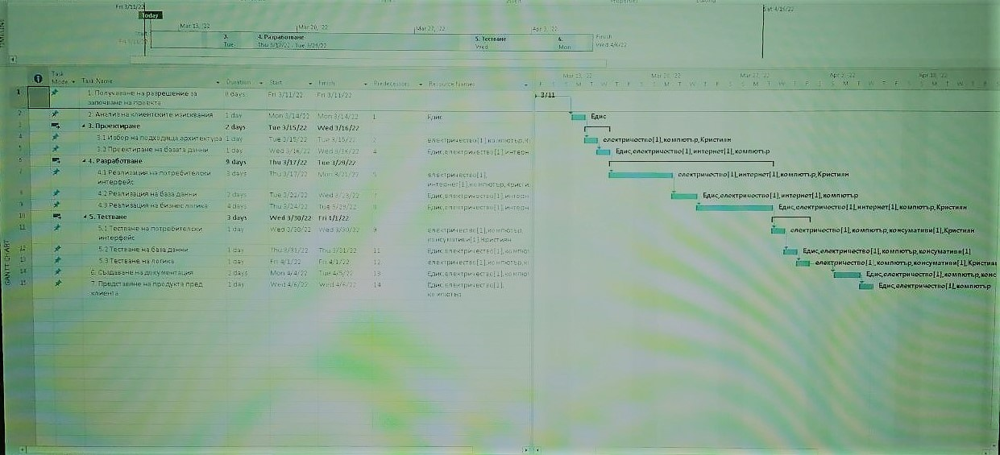 Fri 3/11/22
Today
Sat 4/16/22
Mar 13, '22 Mar 20, '22 Mar 27, '22 Apr 3, '22
Start 3. 4. Разработване 5. Тестване 6. Finish
Tue Thu 3/17/22 - Tue 3/29/22 Wed Mon Wed 4/6/22
Task Mode Task Name Duration Start Finish Predecessors Resource Names
Mar 13, '22 Mar 20, '22 Mar 27, '22 Apr 3, '22 Apr 10, '22
1 1. Получаване на разрешение за 0 days Fri 3/11/22 Fri 3/11/22 3/11
започване на проекта
2 2. Анализ на клиентските изисквания 1 day Mon 3/14/22 Mon 3/14/22 1 Едис Едис
3 3. Проектиране 2 days Tue 3/15/22 Wed 3/16/22
4 3.1 Избор на подходяща архитектура 1 day Tue 3/15/22 Tue 3/15/22 2 електричество[1],компютър,К електричество[1],компютър,Кристиян
5 3.2 Проектиране на базата данни 1 day Wed 3/16/22 Wed 3/16/22 4 Едис,електричество[1],интерн Едис,електричество[1],интернет[1],компютър
6 4. Разработване 9 days Thu 3/17/22 Tue 3/29/22
7 4.1 Реализация на потребителски 3 days Thu 3/17/22 Mon 3/21/22 5 електричество[1], електричество[1],интернет[1],компютър,Кристиян
интерфейс интернет[1],компютър,Кристи
8 4.2 Реализация на база данни 2 days Tue 3/22/22 Wed 3/23/22 7 Едис,електричество[1],интерн Едис,електричество[1],интернет[1],компютър
9 4.3 Реализация на бизнес логика 4 days Thu 3/24/22 Tue 3/29/22 8 Едис,електричество[1],интерн Едис,електричество[1],интернет[1],компютър,Кристиян
10 5. Тестване 3 days Wed 3/30/22 Fri 4/1/22
11 5.1 Тестване на потребителски 1 day Wed 3/30/22 Wed 3/30/22 9 електричество[1],компютър, електричество[1],компютър,консумативи[1],Кристиян
интерфейс консумативи[1],Кристиян
12 5.2 Тестване на база данни 1 day Thu 3/31/22 Thu 3/31/22 11 Едис,електричество[1],компю Едис,електричество[1],компютър,консумативи[1]
13 5.3 Тестване на логика 1 day Fri 4/1/22 Fri 4/1/22 12 електричество[1],компютър,к електричество[1],компютър,консумативи[1],Кристиян
14 6. Създаване на документация 2 days Mon 4/4/22 Tue 4/5/22 13 Едис,електричество[1],компю Едис,електричество[1],компютър,конс
15 7. Представяне на продукта пред 1 day Wed 4/6/22 Wed 4/6/22 14 Едис,електричество[1], Едис,електричество[1],компютър
клиента компютър
GANTT CHART